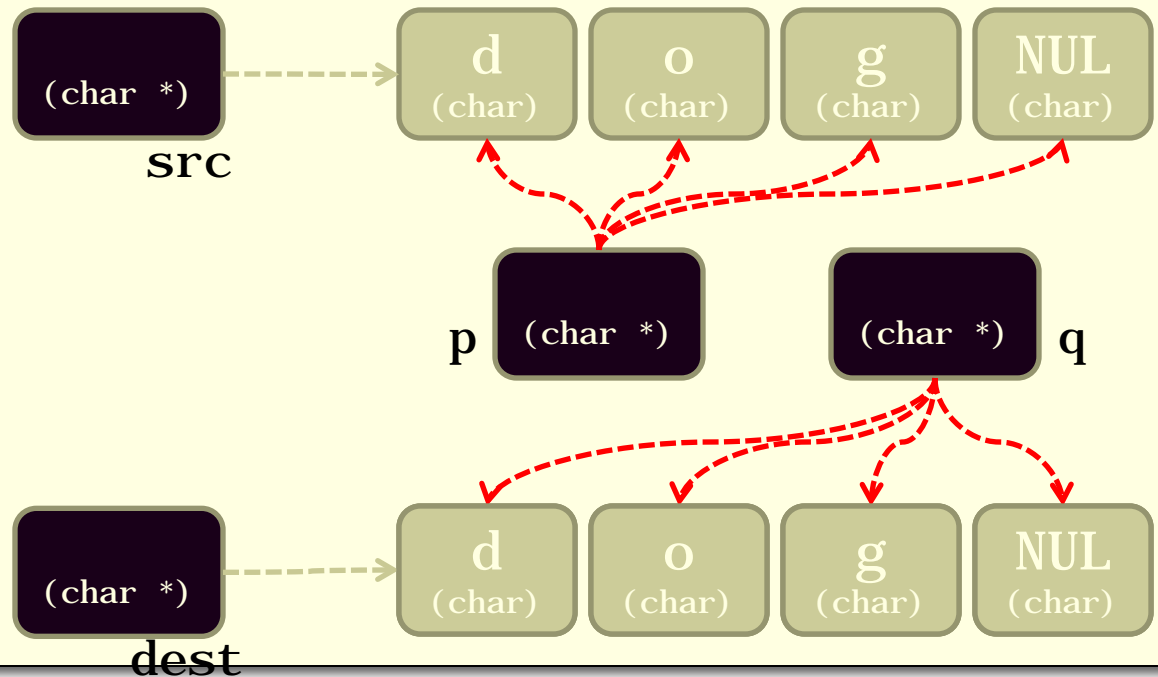 d o g NUL
(char *) (char) (char) (char) (char)
src
p (char *) (char *) q
d o g NUL
(char *) (char) (char) (char) (char)
dest